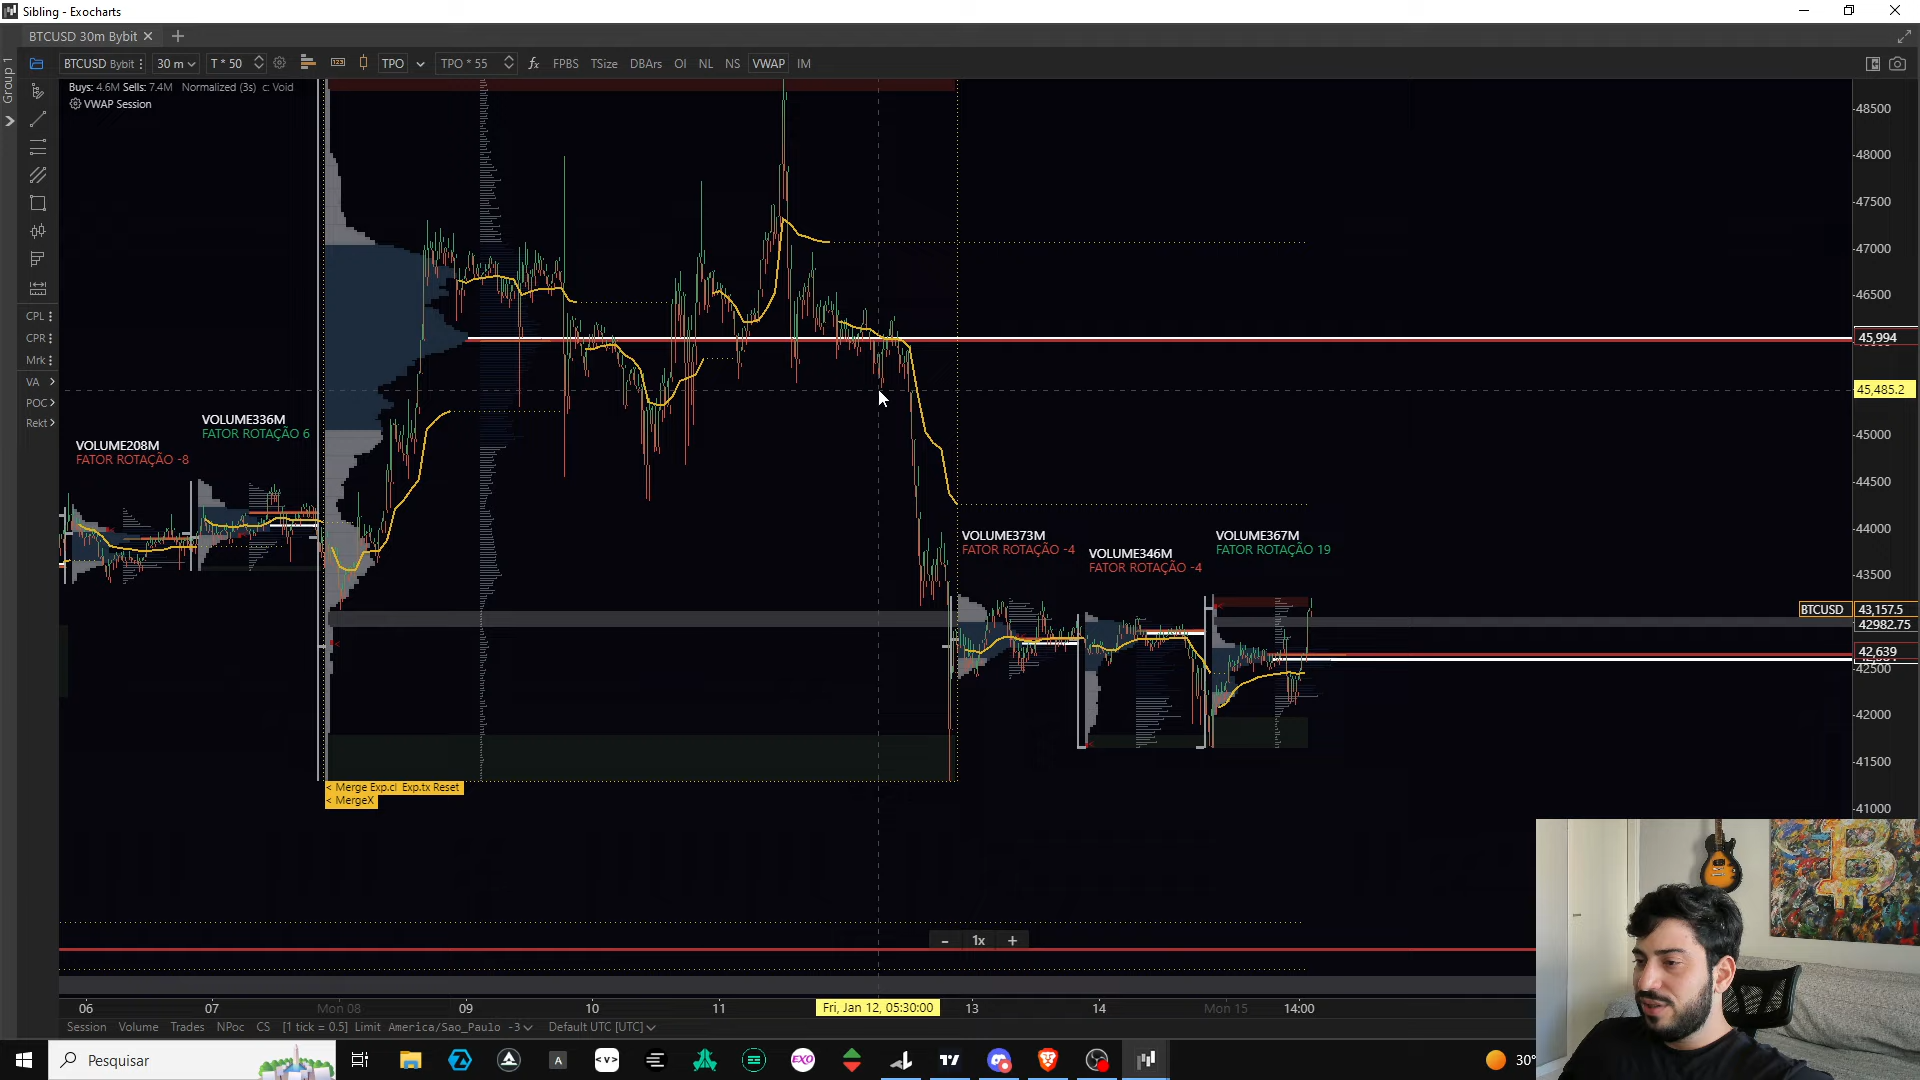 Sibling - Exocharts
BTCUSD 30m Bybit
BTCUSD Bybit 30 m T * 50 TPO TPO * 55 fx FPBS TSize DBArs OI NL NS VWAP IM
Group 1
Buys: 4.6M Sells: 7.4M Normalized (3s) c: Void
VWAP Session
CPL
CPR
Mrk
VA
POC
Rekt
48500
48000
47500
47000
46500
45,994
45,485.2
45000
44500
44000
43500
BTCUSD 43,157.5
42982.75
42,639
42500
42000
41500
41000
VOLUME208M
FATOR ROTAÇÃO -8
VOLUME336M
FATOR ROTAÇÃO 6
VOLUME373M
FATOR ROTAÇÃO -4
VOLUME346M
FATOR ROTAÇÃO -4
VOLUME367M
FATOR ROTAÇÃO 19
< Merge Exp.cl Exp.tx Reset
< MergeX
- 1x +
06 07 Mon 08 09 10 11 Fri, Jan 12, 05:30:00 13 14 Mon 15 14:00
Session Volume Trades NPoc CS [1 tick = 0.5] Limit America/Sao_Paulo -3 Default UTC [UTC]
Pesquisar
EXO
30°